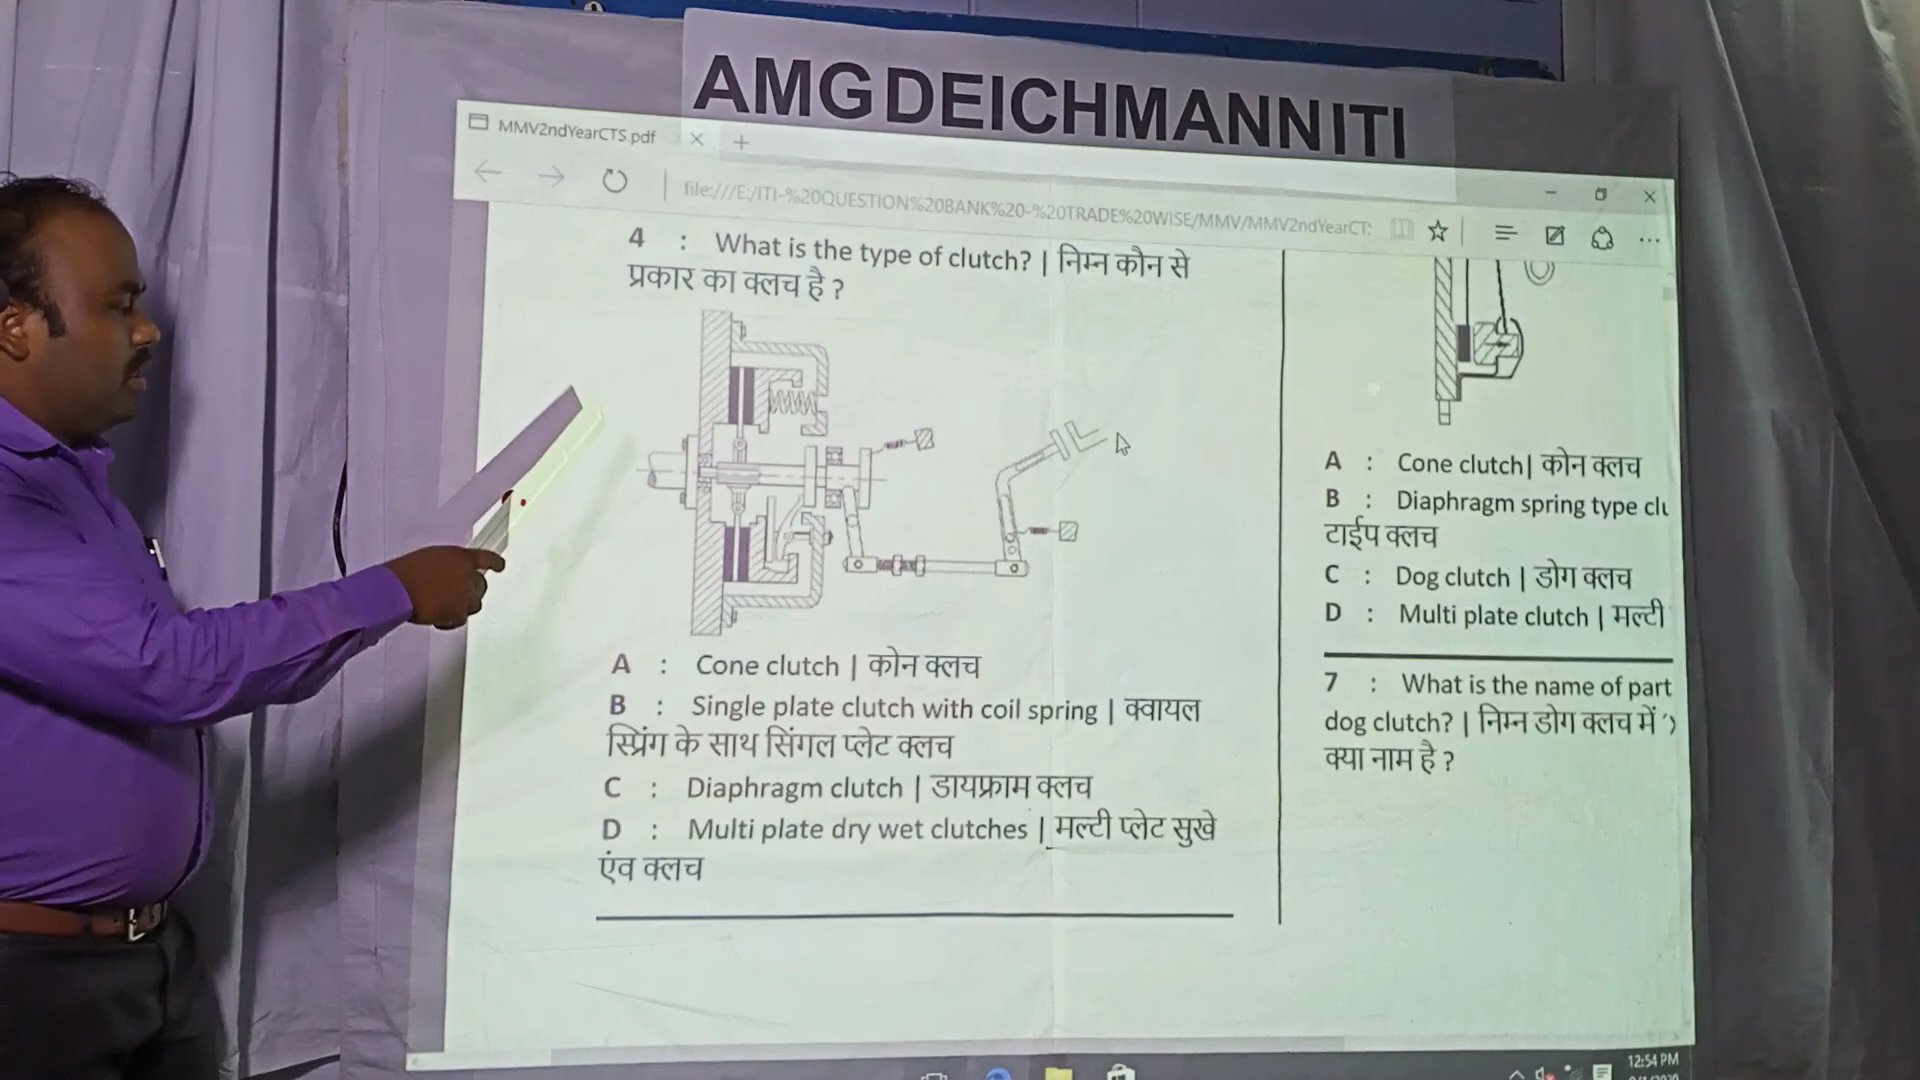 AMG DEICHMANN ITI
MMV2ndYearCTS.pdf
file:///E:/ITI-%20QUESTION%20BANK%20-%20TRADE%20WISE/MMV/MMV2ndYearCT:
4 : What is the type of clutch? | निम्न कौन से
प्रकार का क्लच है ?
A : Cone clutch | कोन क्लच
B : Single plate clutch with coil spring | क्वायल
स्प्रिंग के साथ सिंगल प्लेट क्लच
C : Diaphragm clutch | डायफ्राम क्लच
D : Multi plate dry wet clutches | मल्टी प्लेट सुखे
एंव क्लच
A : Cone clutch| कोन क्लच
B : Diaphragm spring type
टाईप क्लच
C : Dog clutch | डोग क्लच
D : Multi plate clutch | मल्टी
7 : What is the name of part
dog clutch? | निम्न डोग क्लच में
क्या नाम है ?
12:54 PM